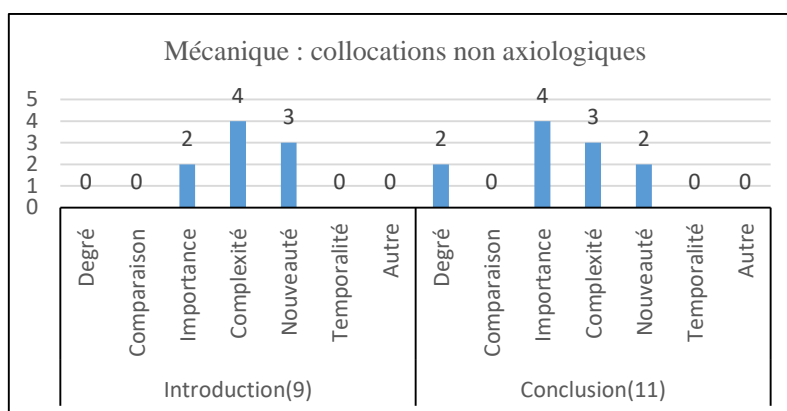 Mécanique : collocations non axiologiques
5
4
3
2
1
0
0
0
2
4
3
0
0
2
0
4
3
2
0
0
Degré
Comparaison
Importance
Complexité
Nouveauté
Temporalité
Autre
Degré
Comparaison
Importance
Complexité
Nouveauté
Temporalité
Autre
Introduction(9)
Conclusion(11)